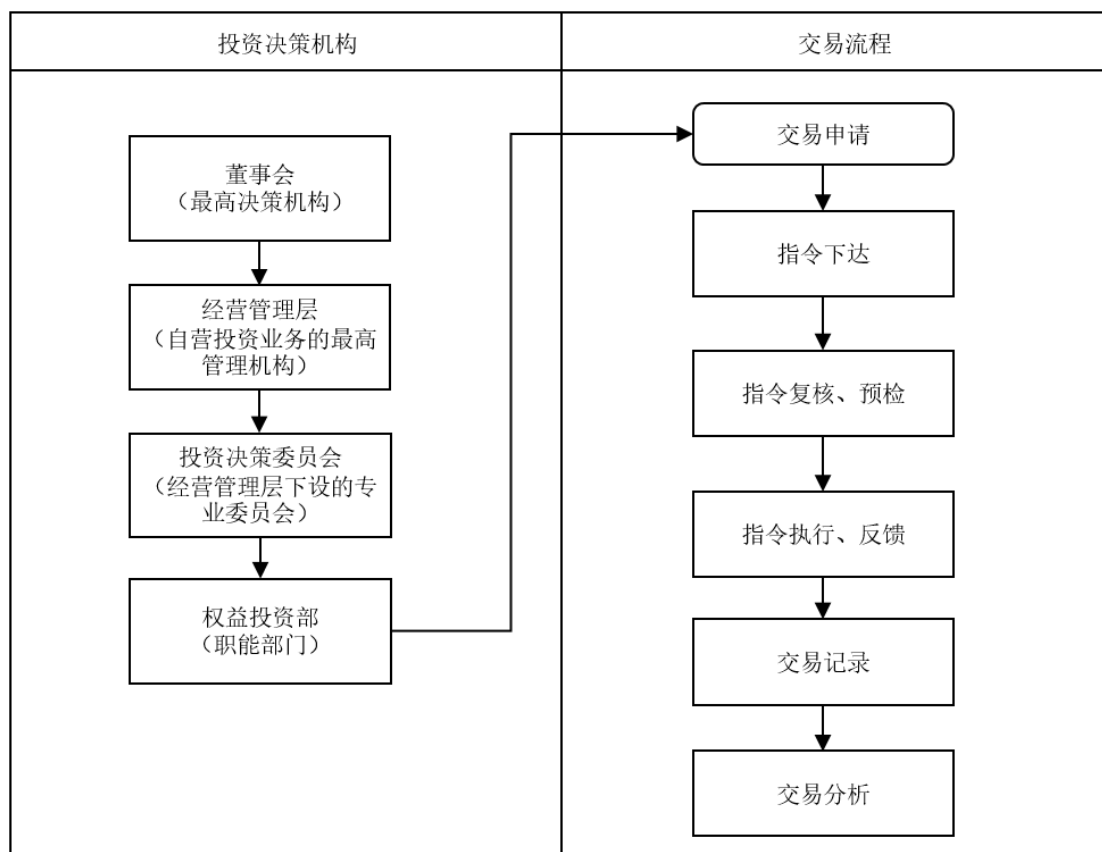 投资决策机构
交易流程
董事会
（最高决策机构）
经营管理层
（自营投资业务的最高
管理机构）
投资决策委员会
（经营管理层下设的专
业委员会）
权益投资部
（职能部门）
交易申请
指令下达
指令复核、预检
指令执行、反馈
交易记录
交易分析